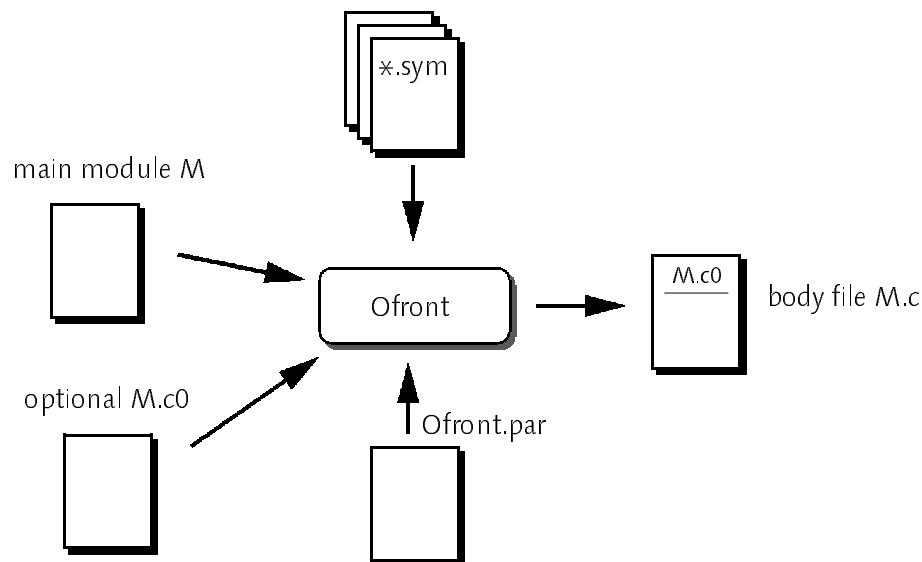 *.sym
main module M
M.c0
Ofront
body file M.c
optional M.c0
Ofront.par